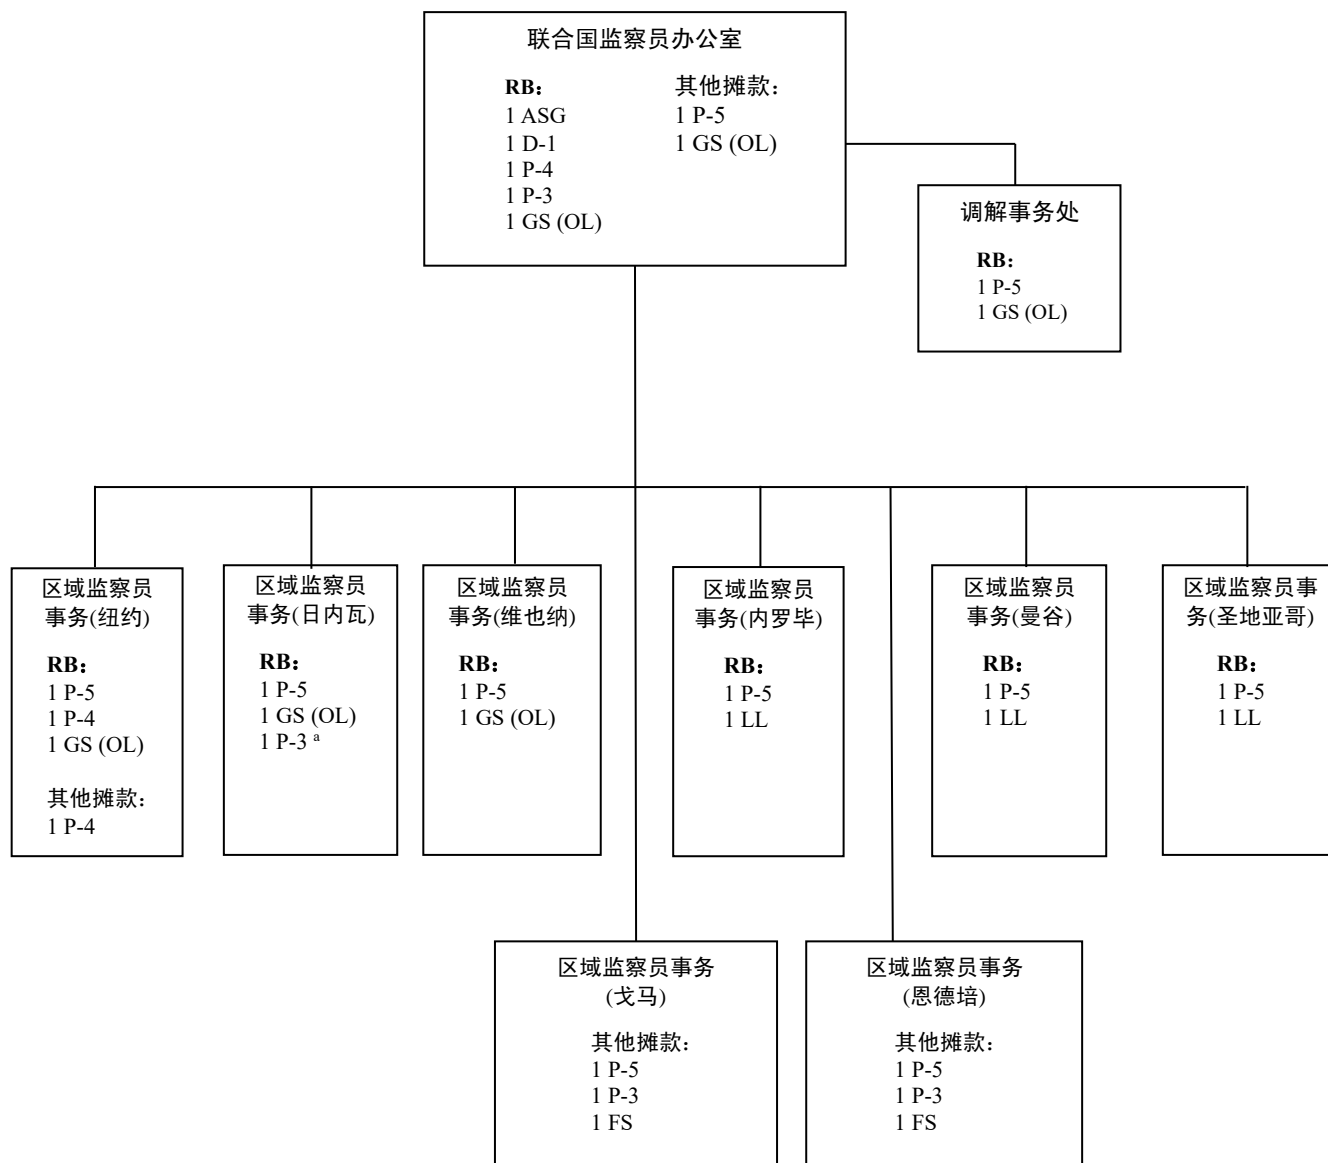 联合国监察员办公室
RB：
1 ASG
1 D-1
1 P-4
1 P-3
1 GS (OL)
其他摊款：
1 P-5
1 GS (OL)
调解事务处
RB：
1 P-5
1 GS (OL)
区域监察员
事务(纽约)
RB：
1 P-5
1 P-4
1 GS (OL)
其他摊款：
1 P-4
区域监察员
事务(日内瓦)
RB：
1 P-5
1 GS (OL)
1 P-3 ª
区域监察员
事务(维也纳)
RB：
1 P-5
1 GS (OL)
区域监察员
事务(内罗毕)
RB：
1 P-5
1 LL
区域监察员
事务(曼谷)
RB：
1 P-5
1 LL
区域监察员事
务(圣地亚哥)
RB：
1 P-5
1 LL
区域监察员事务
(戈马)
其他摊款：
1 P-5
1 P-3
1 FS
区域监察员事务
(恩德培)
其他摊款：
1 P-5
1 P-3
1 FS